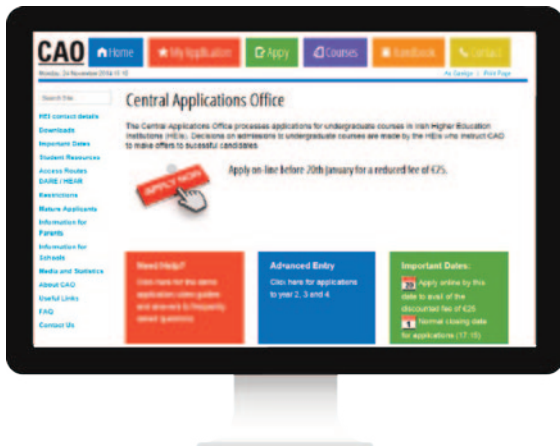 CAO
Home
My Application
Apply
Courses
Handbook
Contact
Monday, 24 November 2014
As Gaeilge | Print Page
Search Site
HEI contact details
Downloads
Important Dates
Student Resources
Access Routes
DARE / HEAR
Restrictions
Mature Applicants
Information for
Parents
Information for
Schools
Media and Statistics
About CAO
Useful Links
FAQ
Contact Us
Central Applications Office
The Central Applications Office processes applications for undergraduate courses in Irish Higher Education
Institutions (HEIs). Decisions on admissions to undergraduate courses are made by the HEIs who instruct CAO
to make offers to successful candidates.
APPLY NOW
Apply on-line before 20th January for a reduced fee of €25.
Need Help?
Click here for the demo
application video guides
and answers to frequently
asked questions
Advanced Entry
Click here for applications
to year 2, 3 and 4
Important Dates:
20 Apply online by this
date to avail of the
discounted fee of €25
1 Normal closing date
for applications (17:15)